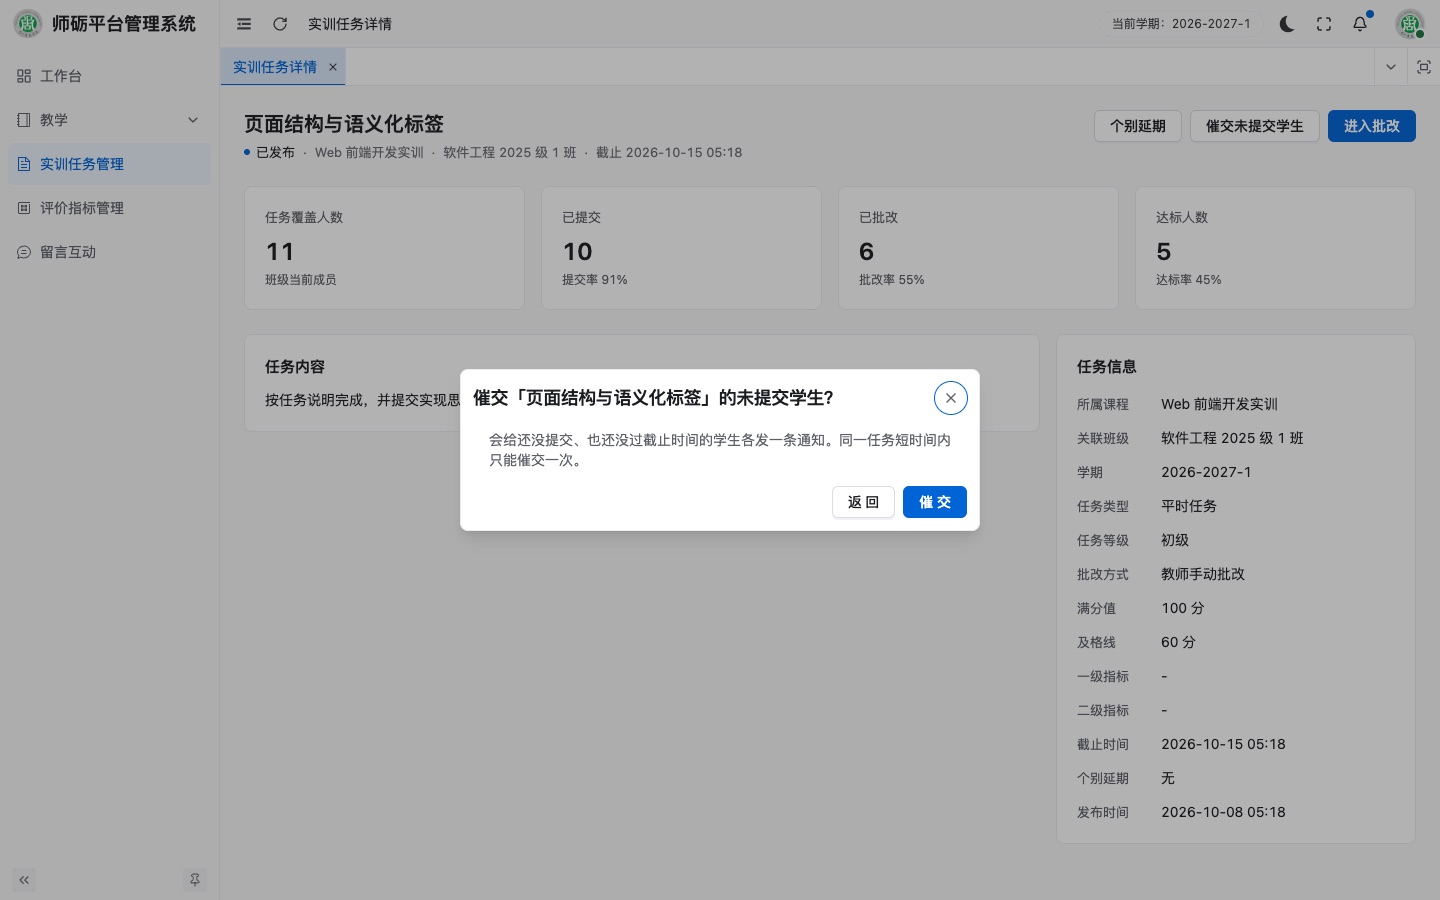 师砺平台管理系统
实训任务详情
当前学期：2026-2027-1
工作台
教学
实训任务管理
评价指标管理
留言互动
实训任务详情
页面结构与语义化标签
已发布 · Web 前端开发实训 · 软件工程 2025 级 1 班 · 截止 2026-10-15 05:18
个别延期
催交未提交学生
进入批改
任务覆盖人数
11
班级当前成员
已提交
10
提交率 91%
已批改
6
批改率 55%
达标人数
5
达标率 45%
任务内容
按任务说明完成，并提交实现思
催交「页面结构与语义化标签」的未提交学生?
会给还没提交、也还没过截止时间的学生各发一条通知。同一任务短时间内
只能催交一次。
返 回
催 交
任务信息
所属课程 Web 前端开发实训
关联班级 软件工程 2025 级 1 班
学期 2026-2027-1
任务类型 平时任务
任务等级 初级
批改方式 教师手动批改
满分值 100 分
及格线 60 分
一级指标 -
二级指标 -
截止时间 2026-10-15 05:18
个别延期 无
发布时间 2026-10-08 05:18